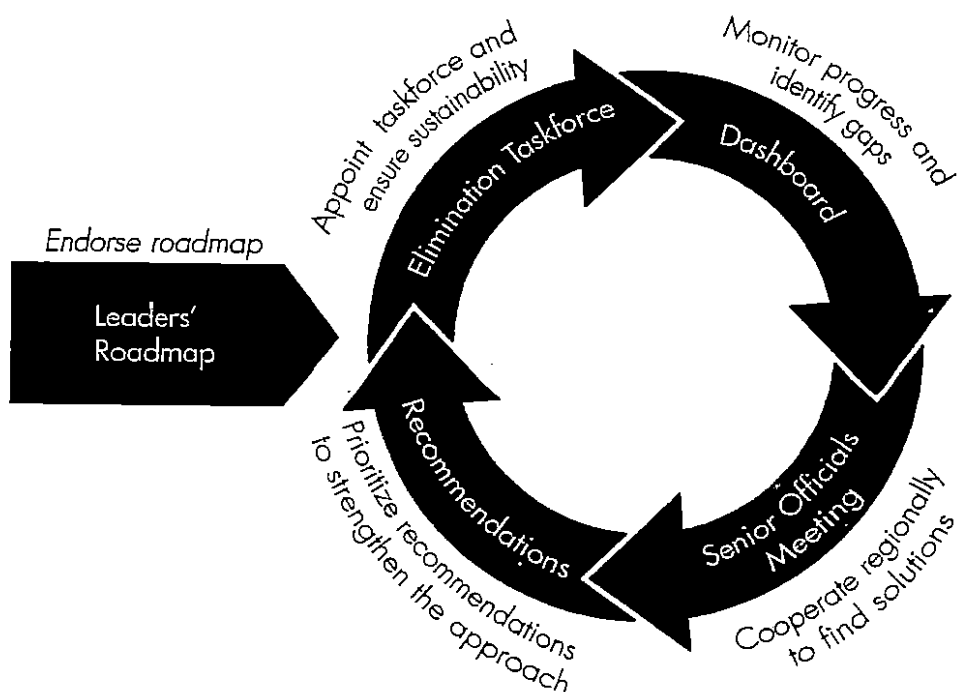 Endorse roadmap
Leaders'
Roadmap
Appoint taskforce and
ensure sustainability
Elimination Taskforce
Monitor progress and
identify gaps
Dashboard
Senior Officials
Meeting
Cooperate regionally
to find solutions
Recommendations
Prioritize recommendations
to strengthen the approach